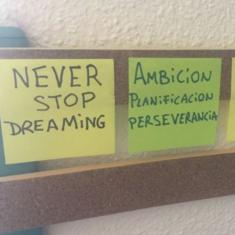 NEVER
STOP
DREAMING
AMBICION
PLANIFICACION
PERSEVERANCIA